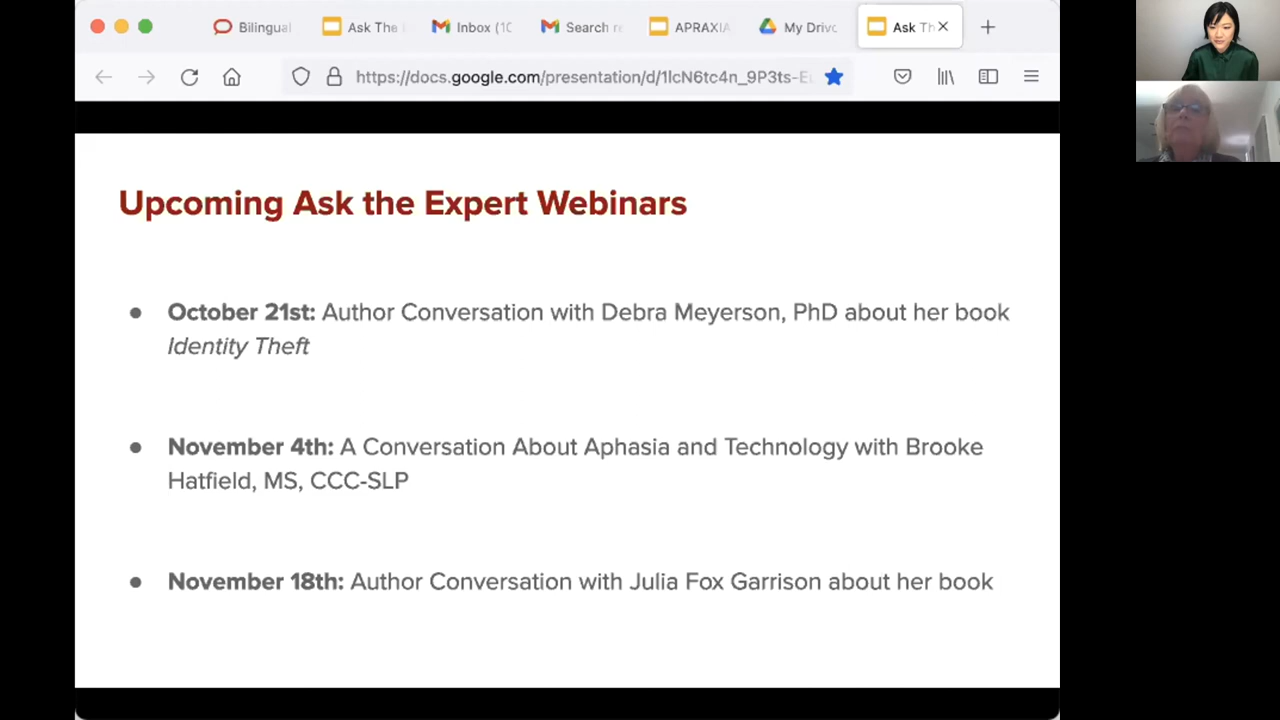 Bilingual
Ask The
Inbox (10
Search re
APRAXIA
My Drive
Ask Th
https://docs.google.com/presentation/d/1lcN6tc4n_9P3ts-E
Upcoming Ask the Expert Webinars
• October 21st: Author Conversation with Debra Meyerson, PhD about her book
Identity Theft
• November 4th: A Conversation About Aphasia and Technology with Brooke
Hatfield, MS, CCC-SLP
• November 18th: Author Conversation with Julia Fox Garrison about her book